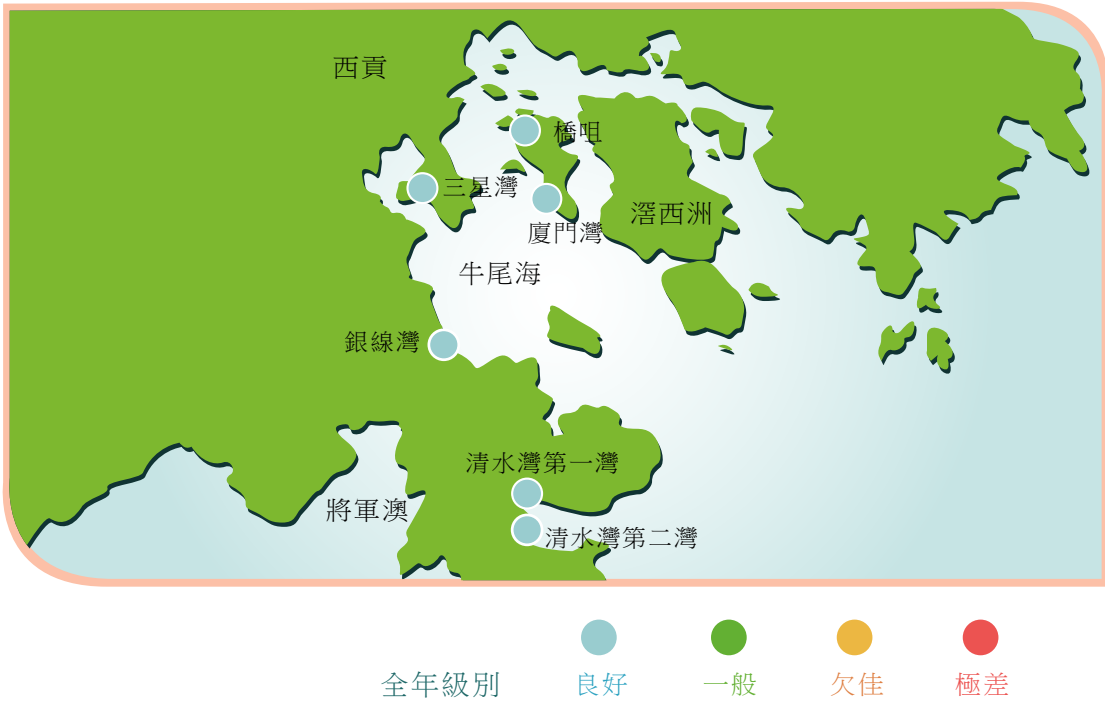 西貢
橋咀
三星灣
滘西洲
廈門灣
牛尾海
銀線灣
清水灣第一灣
將軍澳
清水灣第二灣
全年級別
良好
一般
欠佳
極差